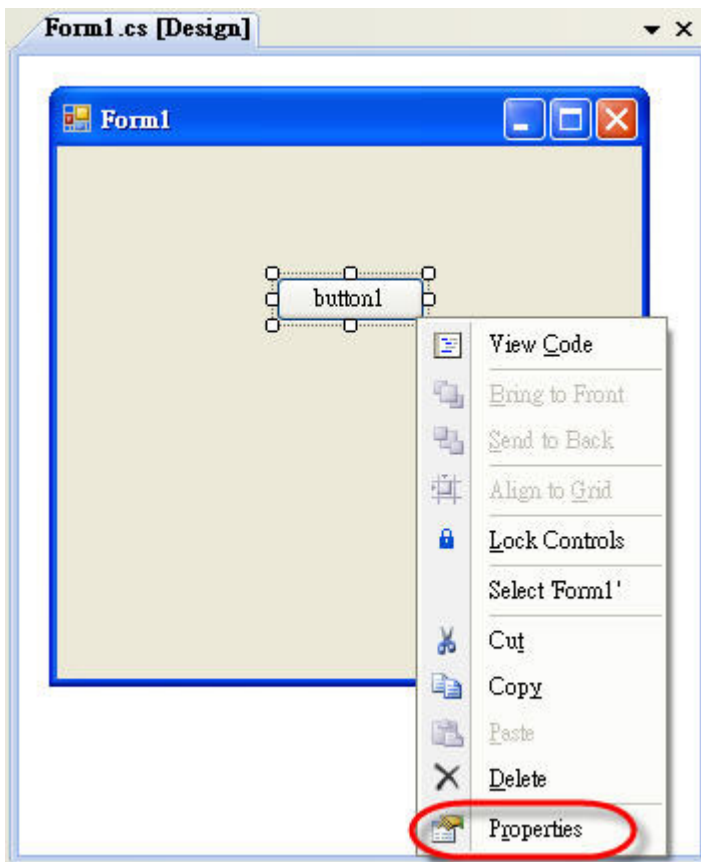 Form1.cs [Design]
Form1
button1
View Code
Bring to Front
Send to Back
Align to Grid
Lock Controls
Select 'Form1'
Cut
Copy
Paste
Delete
Properties